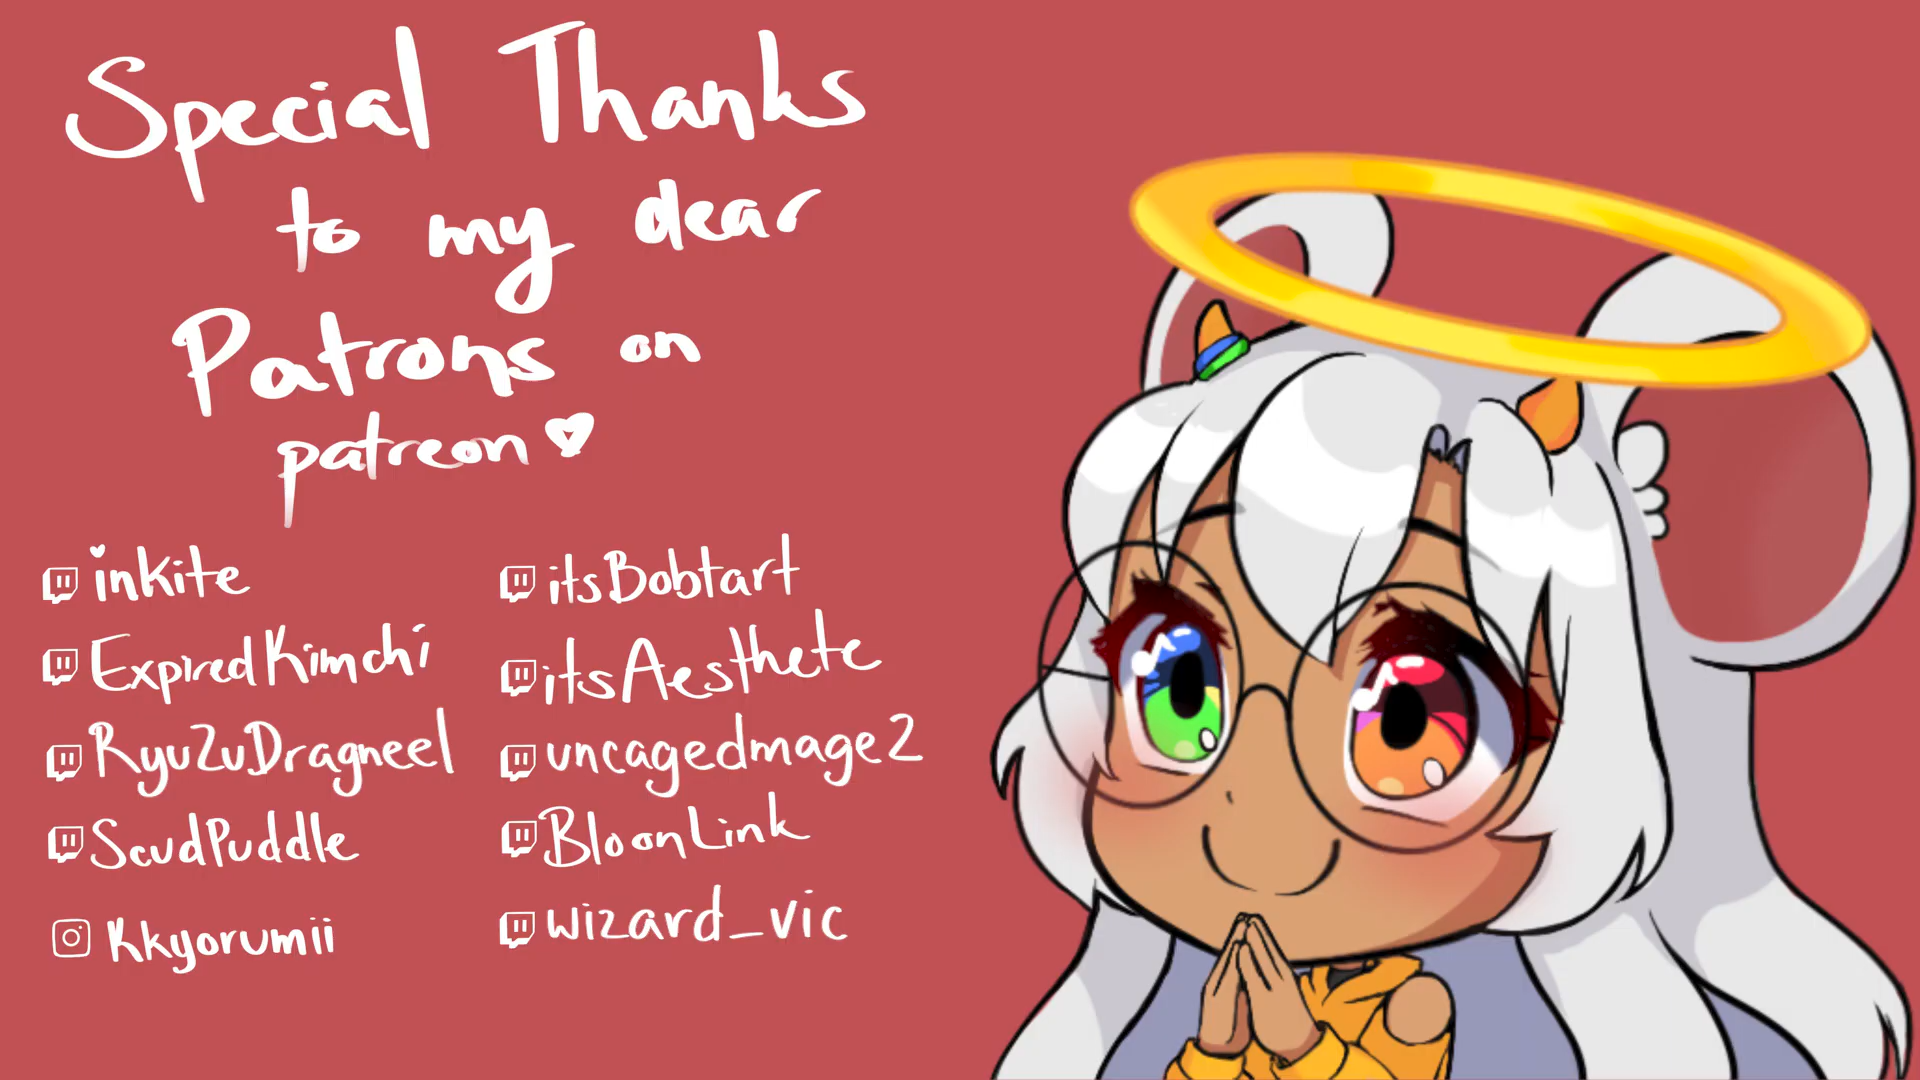 Special Thanks
to my dear
Patrons on
patreon
inkite
ExpiredKimchi
RyuZuDragneel
ScudPuddle
Kkyorumii
itsBobtart
itsAesthete
uncagedmage2
BloonLink
wizard_vic